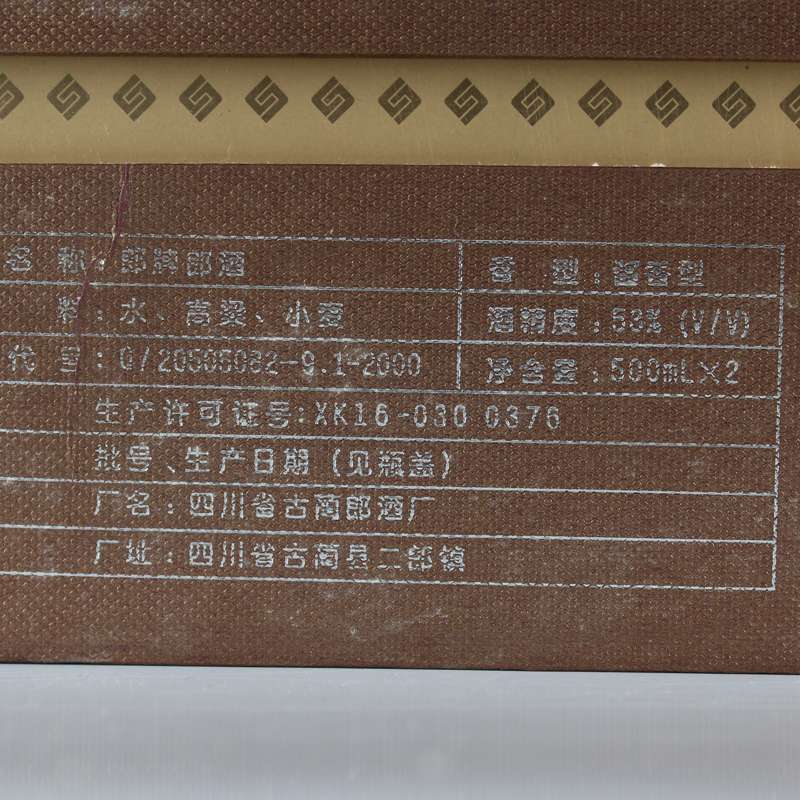 名 称：郎牌郎酒 香 型：酱香型
料：水、高粱、小麦 酒精度：53%（V/V）
代号：Q/20586082-9.1-2000 净含量：500mL×2
生产许可证号：XK16-030 0376
批号、生产日期（见瓶盖）
厂名：四川省古蔺郎酒厂
厂址：四川省古蔺县二郎镇